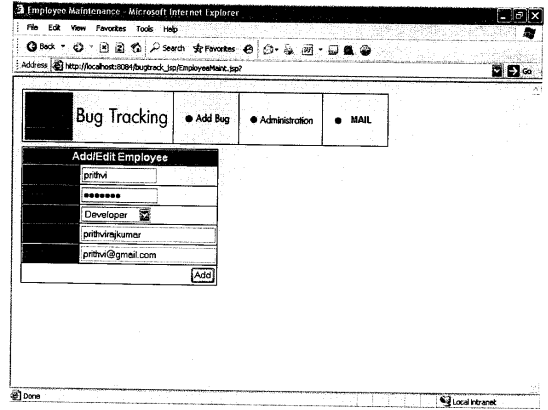 Employee Maintenance - Microsoft Internet Explorer
File Edit View Favorites Tools Help
Back Search Favorites
Address http://localhost:8084/bugtrack_jsp/EmployeeMaint.jsp? Go
Bug Tracking • Add Bug • Administration • MAIL
Add/Edit Employee
prithvi
•••••••
Developer
prithvirajkumar
prithvi@gmail.com
Add
Done Local intranet